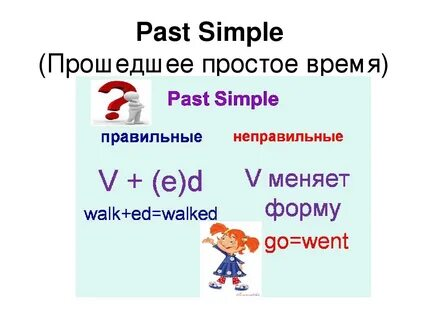 Past Simple
(Прошедшее простое время)
Past Simple
правильные неправильные
V + (e)d
walk+ed=walked
V меняет
форму
go=went